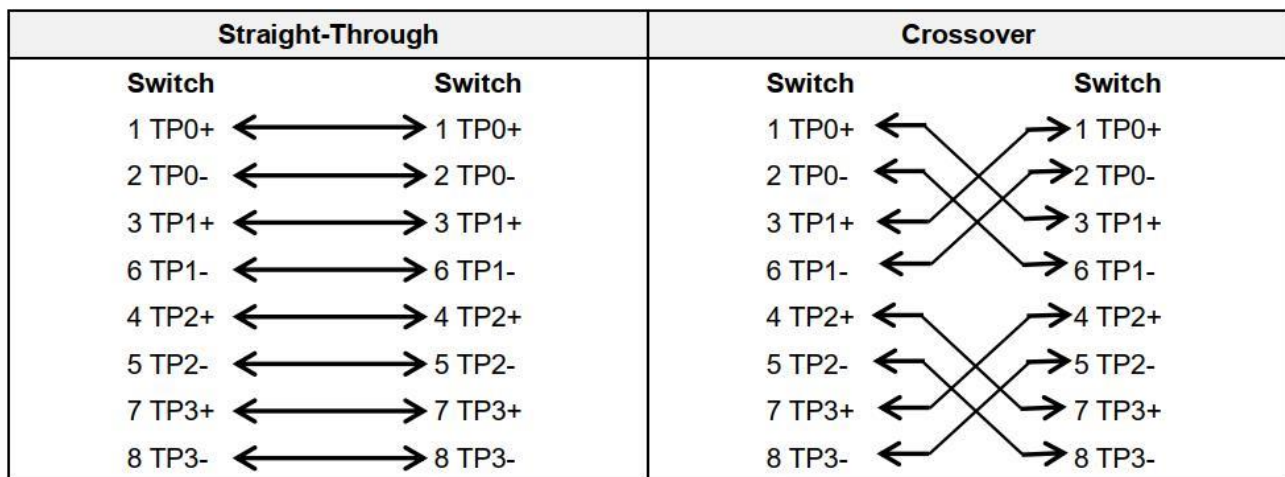 Straight-Through Crossover
Switch Switch Switch Switch
1 TP0+ 1 TP0+ 1 TP0+ 1 TP0+
2 TP0- 2 TP0- 2 TP0- 2 TP0-
3 TP1+ 3 TP1+ 3 TP1+ 3 TP1+
6 TP1- 6 TP1- 6 TP1- 6 TP1-
4 TP2+ 4 TP2+ 4 TP2+ 4 TP2+
5 TP2- 5 TP2- 5 TP2- 5 TP2-
7 TP3+ 7 TP3+ 7 TP3+ 7 TP3+
8 TP3- 8 TP3- 8 TP3- 8 TP3-